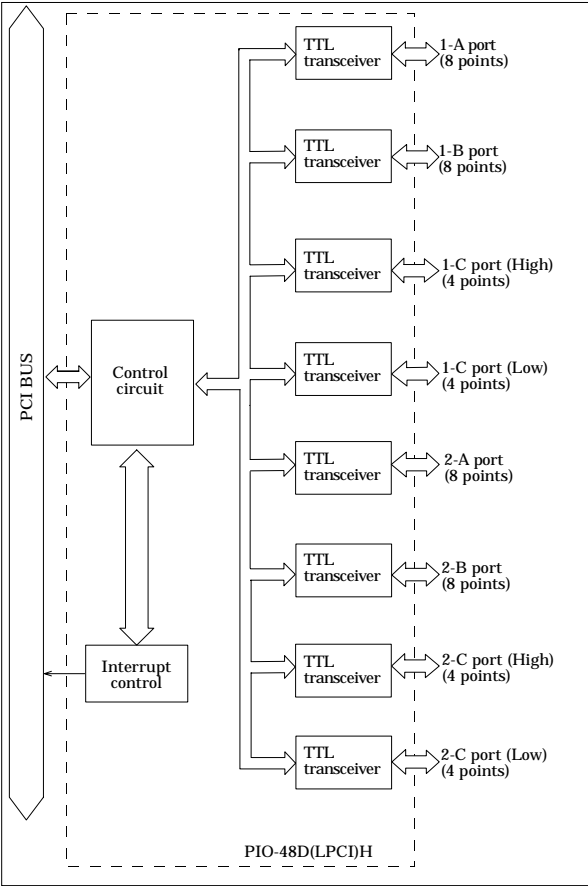 TTL
transceiver
1-A port
(8 points)
TTL
transceiver
1-B port
(8 points)
TTL
transceiver
1-C port (High)
(4 points)
PCI BUS
Control
circuit
TTL
transceiver
1-C port (Low)
(4 points)
TTL
transceiver
2-A port
(8 points)
TTL
transceiver
2-B port
(8 points)
Interrupt
control
TTL
transceiver
2-C port (High)
(4 points)
TTL
transceiver
2-C port (Low)
(4 points)
PIO-48D(LPCI)H